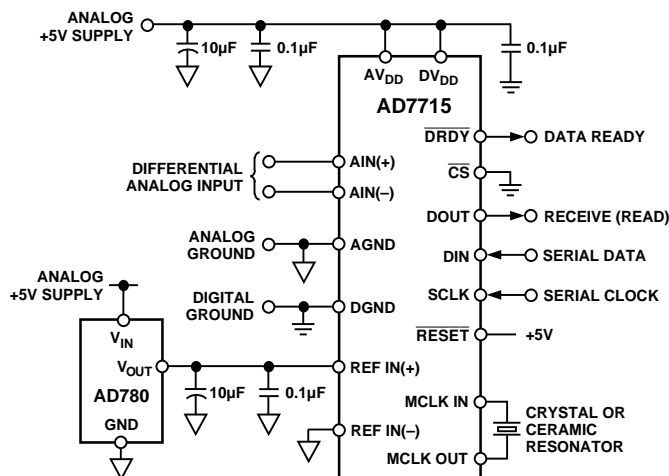 ANALOG
+5V SUPPLY
10µF
0.1µF
0.1µF
AVDD
DVDD
AD7715
DRDY
DATA READY
DIFFERENTIAL
ANALOG INPUT
AIN(+)
AIN(–)
CS
DOUT
RECEIVE (READ)
ANALOG
GROUND
AGND
DIN
SERIAL DATA
DIGITAL
GROUND
DGND
SCLK
SERIAL CLOCK
RESET
+5V
ANALOG
+5V SUPPLY
VIN
VOUT
AD780
GND
10µF
0.1µF
REF IN(+)
REF IN(–)
MCLK IN
MCLK OUT
CRYSTAL OR
CERAMIC
RESONATOR